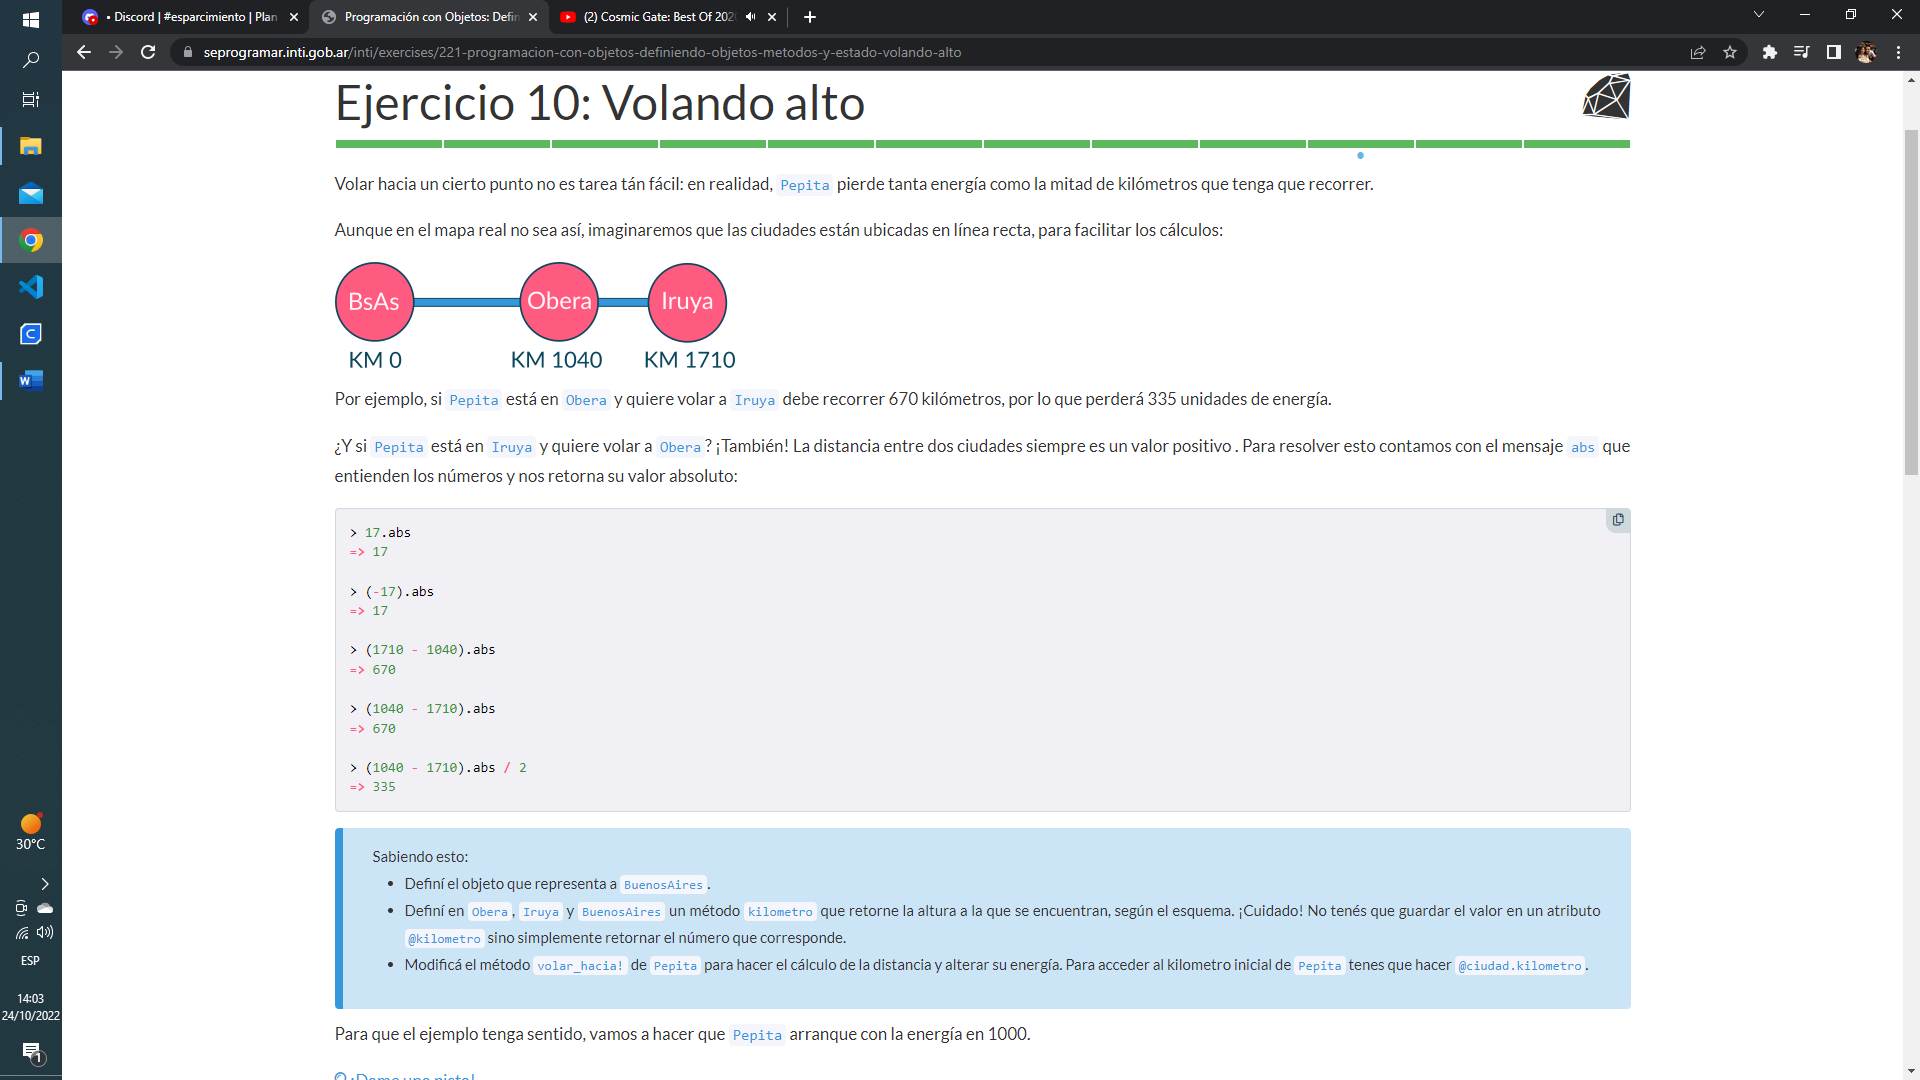 • Discord | #esparcimiento | Plan
Programación con Objetos: Defin
(2) Cosmic Gate: Best Of 202
seprogramar.inti.gob.ar/inti/exercises/221-programacion-con-objetos-definiendo-objetos-metodos-y-estado-volando-alto
Ejercicio 10: Volando alto
Volar hacia un cierto punto no es tarea tán fácil: en realidad, Pepita pierde tanta energía como la mitad de kilómetros que tenga que recorrer.
Aunque en el mapa real no sea así, imaginaremos que las ciudades están ubicadas en línea recta, para facilitar los cálculos:
BsAs Obera Iruya
KM 0 KM 1040 KM 1710
Por ejemplo, si Pepita está en Obera y quiere volar a Iruya debe recorrer 670 kilómetros, por lo que perderá 335 unidades de energía.
¿Y si Pepita está en Iruya y quiere volar a Obera? ¡También! La distancia entre dos ciudades siempre es un valor positivo . Para resolver esto contamos con el mensaje abs que
entienden los números y nos retorna su valor absoluto:
> 17.abs
=> 17
> (-17).abs
=> 17
> (1710 - 1040).abs
=> 670
> (1040 - 1710).abs
=> 670
> (1040 - 1710).abs / 2
=> 335
Sabiendo esto:
• Definí el objeto que representa a BuenosAires.
• Definí en Obera, Iruya y BuenosAires un método kilometro que retorne la altura a la que se encuentran, según el esquema. ¡Cuidado! No tenés que guardar el valor en un atributo
@kilometro sino simplemente retornar el número que corresponde.
• Modificá el método volar_hacia! de Pepita para hacer el cálculo de la distancia y alterar su energía. Para acceder al kilometro inicial de Pepita tenes que hacer @ciudad.kilometro.
Para que el ejemplo tenga sentido, vamos a hacer que Pepita arranque con la energía en 1000.
¡Dame una pista!
30°C
ESP
14:03
24/10/2022
1